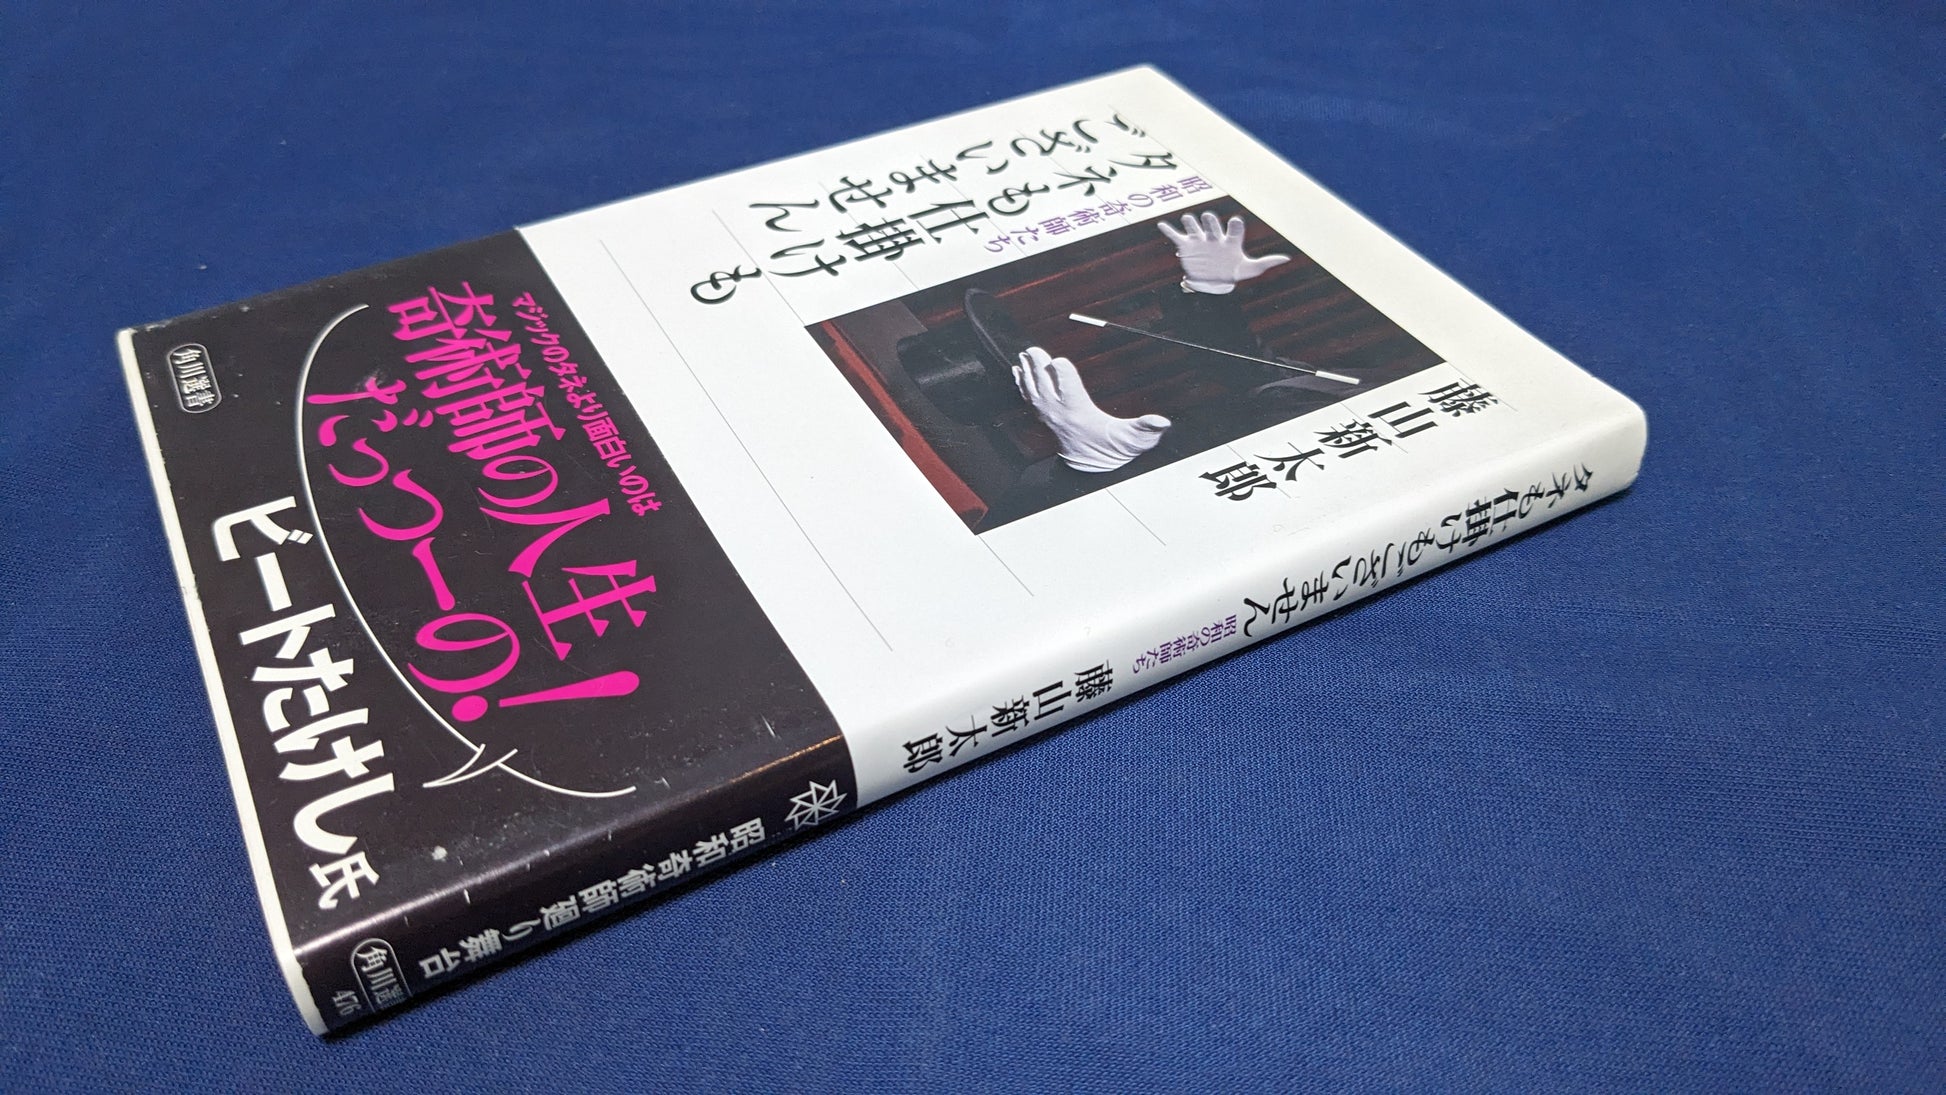 タネも仕掛けも
ございません
昭和の奇術師たち
藤山新太郎
マジックのタネより面白いのは
奇術師の人生
だっつーの!
ビートたけし氏
角川選書
タネも仕掛けもございません
昭和の奇術師たち
藤山新太郎
昭和奇術師廻り舞台
角川選書
476